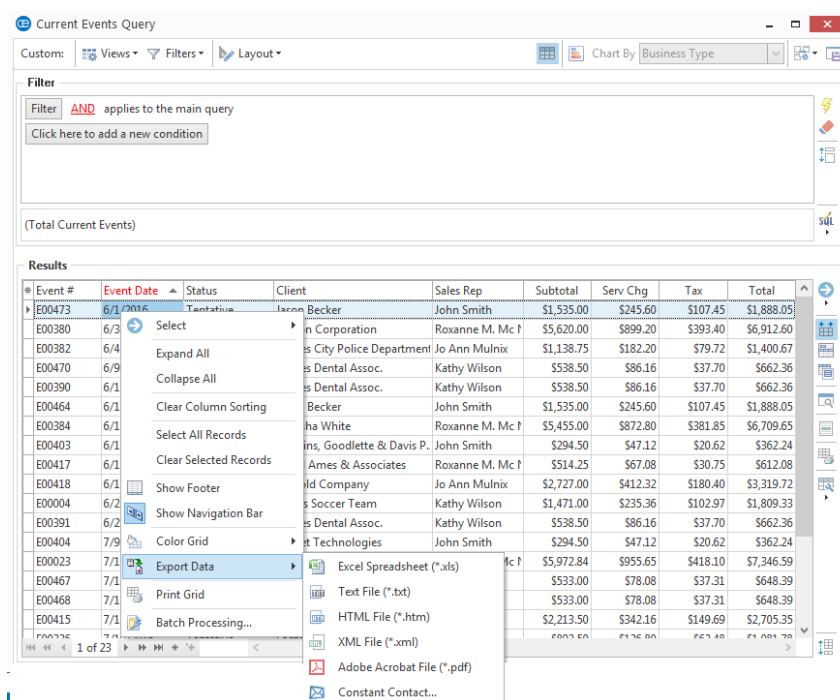 Current Events Query
Custom: Views Filters Layout Chart By Business Type
Filter
Filter AND applies to the main query
Click here to add a new condition
(Total Current Events)
SQL
Results
Event # Event Date Status Client Sales Rep Subtotal Serv Chg Tax Total
E00473 6/1/2016 Tentative Jason Becker John Smith $1,535.00 $245.60 $107.45 $1,888.05
E00380 6/3 n Corporation Roxanne M. Mc $5,620.00 $899.20 $393.40 $6,912.60
E00382 6/4 es City Police Department Jo Ann Mulnix $1,138.75 $182.20 $79.72 $1,400.67
E00470 6/9 es Dental Assoc. Kathy Wilson $538.50 $86.16 $37.70 $662.36
E00390 6/1 es Dental Assoc. Kathy Wilson $538.50 $86.16 $37.70 $662.36
E00464 6/1 Becker John Smith $1,535.00 $245.60 $107.45 $1,888.05
E00384 6/1 ha White Roxanne M. Mc $5,455.00 $872.80 $381.85 $6,709.65
E00403 6/1 ins, Goodlette & Davis P.. John Smith $294.50 $47.12 $20.62 $362.24
E00417 6/1 Ames & Associates Roxanne M. Mc $514.25 $67.08 $30.75 $612.08
E00418 6/1 ld Company Jo Ann Mulnix $2,727.00 $412.32 $180.40 $3,319.72
E00004 6/2 s Soccer Team Kathy Wilson $1,471.00 $235.36 $102.97 $1,809.33
E00391 6/2 es Dental Assoc. Kathy Wilson $538.50 $86.16 $37.70 $662.36
E00404 7/9 et Technologies John Smith $294.50 $47.12 $20.62 $362.24
E00023 7/1 Mc $5,972.84 $955.65 $418.10 $7,346.59
E00467 7/1 $533.00 $78.08 $37.31 $648.39
E00468 7/1 $533.00 $78.08 $37.31 $648.39
E00415 7/1 $2,213.50 $342.16 $149.69 $2,705.35
1 of 23
Select
Expand All
Collapse All
Clear Column Sorting
Select All Records
Clear Selected Records
Show Footer
Show Navigation Bar
Color Grid
Export Data
Print Grid
Batch Processing...
Excel Spreadsheet (*.xls)
Text File (*.txt)
HTML File (*.htm)
XML File (*.xml)
Adobe Acrobat File (*.pdf)
Constant Contact...